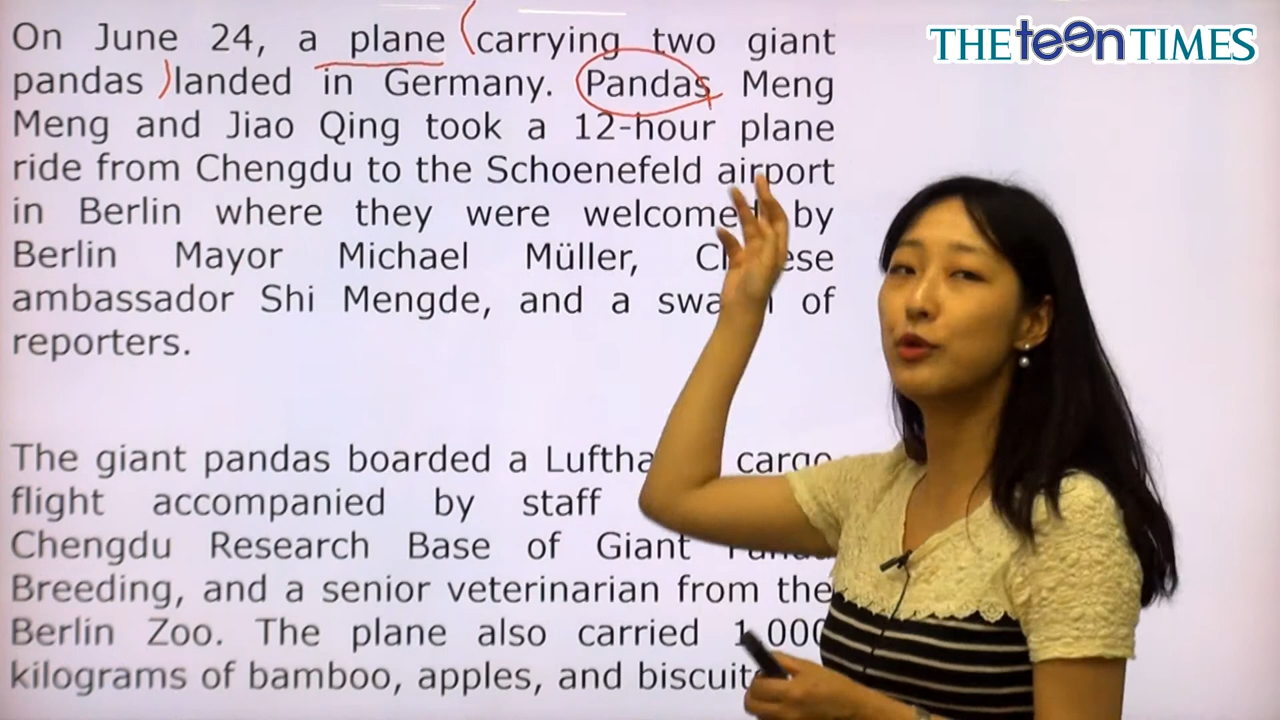 THE teen TIMES
On June 24, a plane carrying two giant
pandas landed in Germany. Pandas Meng
Meng and Jiao Qing took a 12-hour plane
ride from Chengdu to the Schoenefeld airport
in Berlin where they were welcomed by
Berlin Mayor Michael Müller,
ambassador Shi Mengde, and a of
reporters.
The giant pandas boarded a cargo
flight accompanied by staff
Chengdu Research Base of Giant
Breeding, and a senior veterinarian from the
Berlin Zoo. The plane also carried 1,000
kilograms of bamboo, apples, and